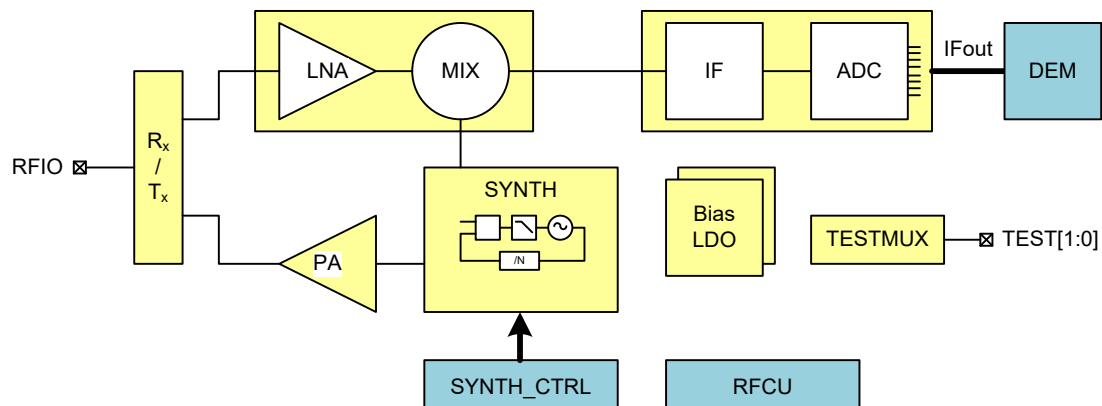 LNA
MIX
IF
ADC
IFout
DEM
RFIO
Rx
/
Tx
SYNTH
/N
Bias
LDO
TESTMUX
TEST[1:0]
PA
SYNTH_CTRL
RFCU